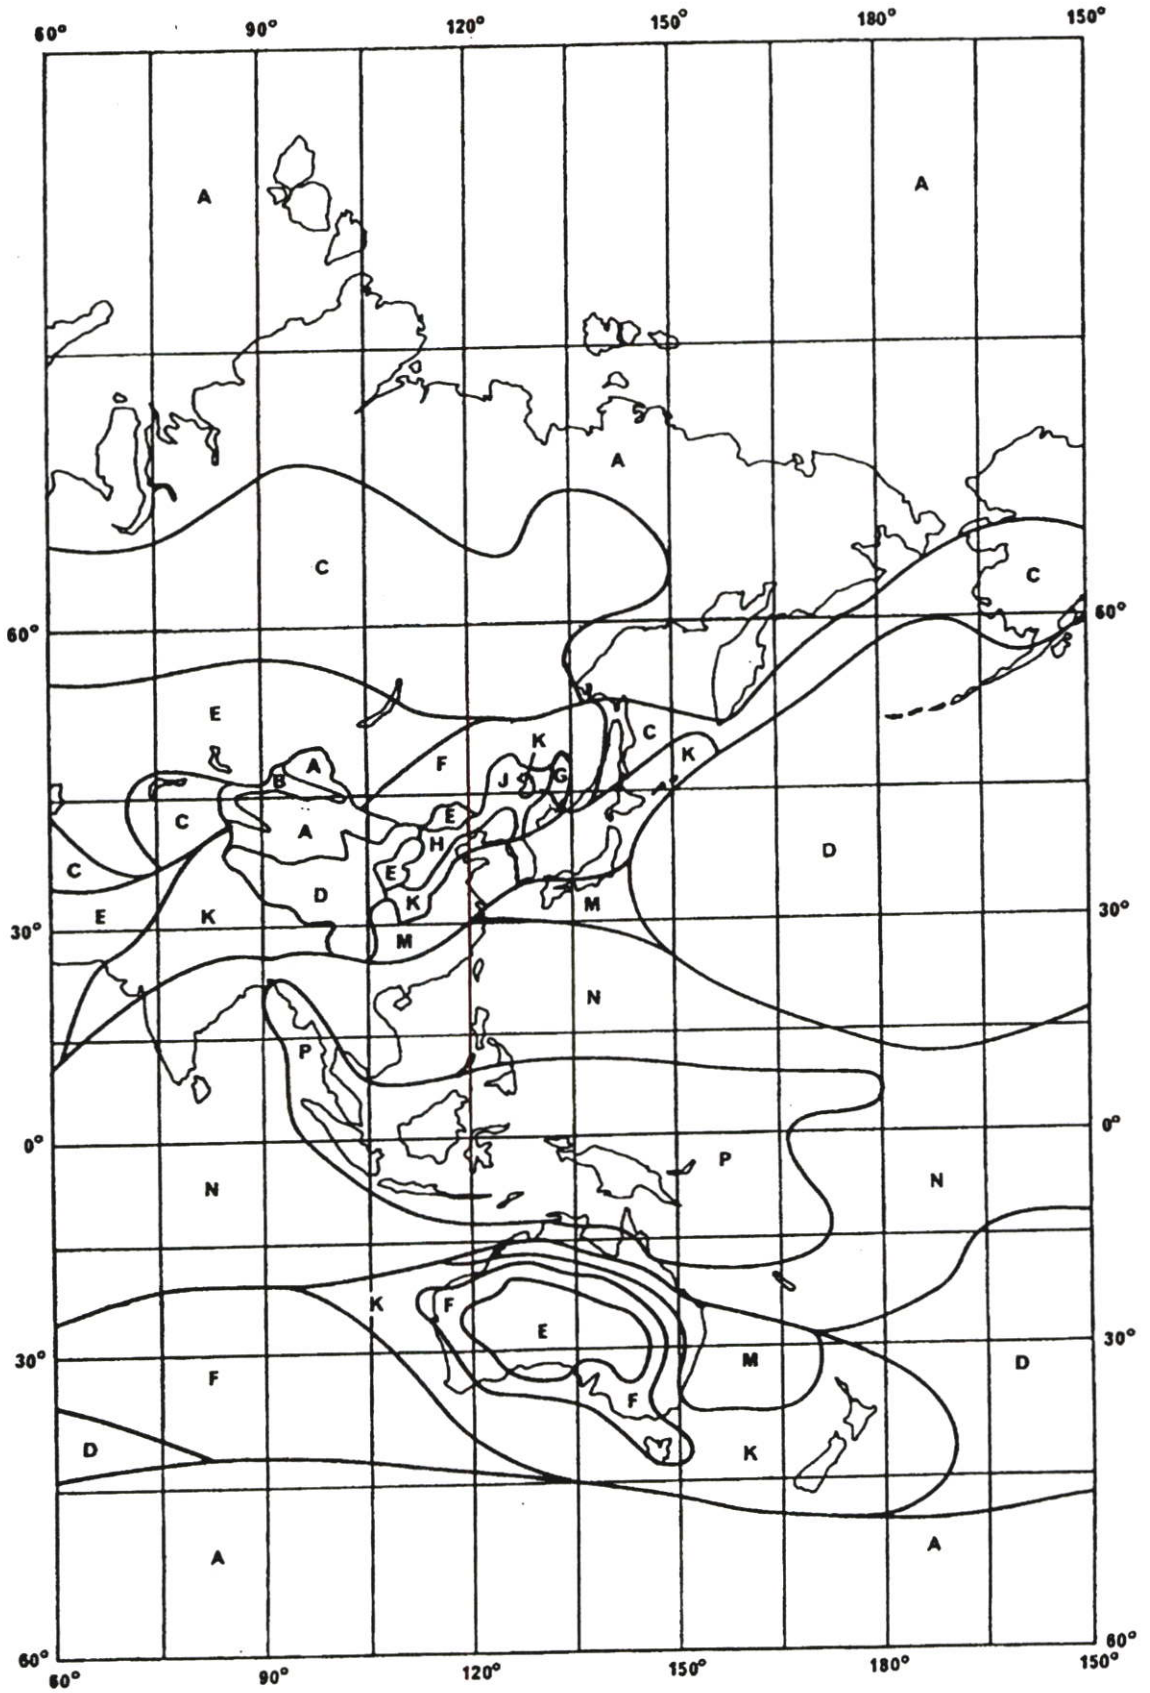 60° 90° 120° 150° 180° 150°
A A
A
C
C
60° 60°
E
K C
A F K
B J G
C E
A H D
C E
D K
E K M 30°
30° M
N
P
0° 0°
P
N N
K F
E 30°
30° M D
F F
D K
A A
60° 60°
60° 90° 120° 150° 180° 150°